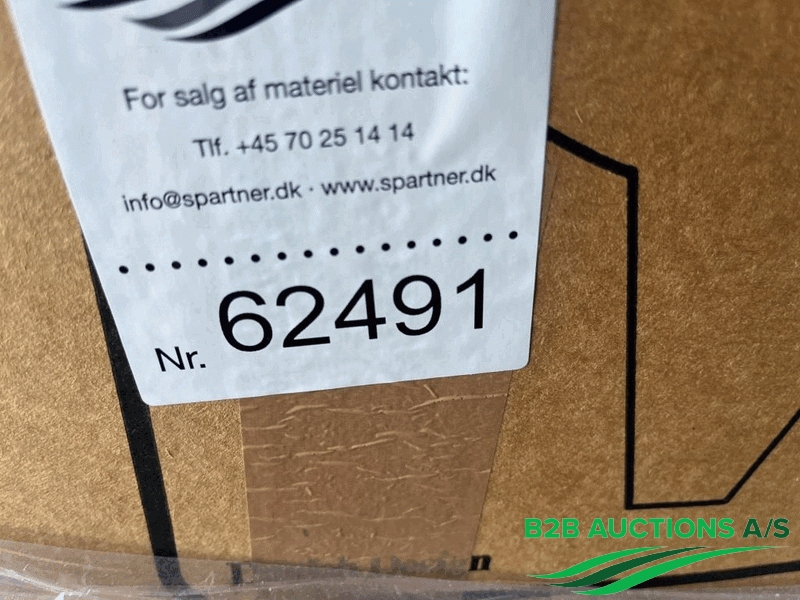 For salg af materiel kontakt:
Tlf. +45 70 25 14 14
info@spartner.dk · www.spartner.dk
Nr. 62491
Design
B2B AUCTIONS A/S